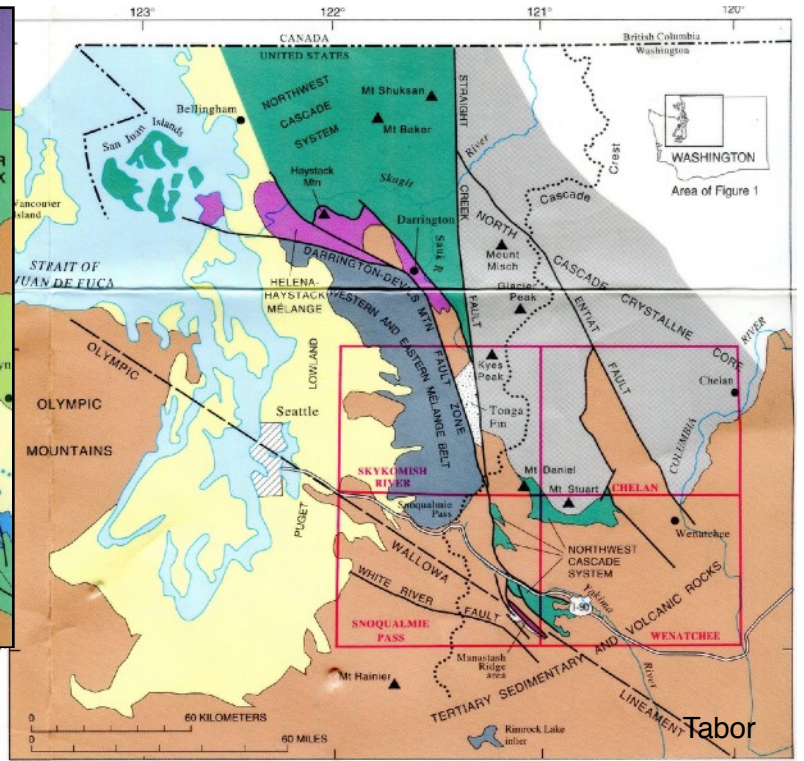 123°
122°
121°
120°
CANADA
UNITED STATES
British Columbia
Washington
NORTHWEST
CASCADE
SYSTEM
Mt Shuksan
Mt Baker
STRAIGHT
CREEK
FAULT
River
Skagit
Bellingham
San Juan Islands
Haystack
Mtn
Darrington
Sauk R
Crest
Cascade
WASHINGTON
Area of Figure 1
Vancouver
Island
STRAIT OF
JUAN DE FUCA
HELENA-
HAYSTACK
MÉLANGE
DARRINGTON-DEVILS MTN FAULT ZONE
WESTERN AND EASTERN MÉLANGE BELT
NORTH
CASCADE CRYSTALLNE CORE
Mount
Misch
Glacier
Peak
ENTIAT
FAULT
Kyes
Peak
Tonga
Fm
RIVER
COLUMBIA
Chelan
OLYMPIC
OLYMPIC
MOUNTAINS
LOWLAND
PUGET
Seattle
SKYKOMISH
RIVER
Snoqualmie
Pass
Mt Daniel
Mt Stuart
CHELAN
Wenatchee
NORTHWEST
CASCADE
SYSTEM
WALLOWA
WHITE RIVER
FAULT
I-90
Yakima
River
SNOQUALMIE
PASS
WENATCHEE
Manastash
Ridge
area
Mt Rainier
TERTIARY SEDIMENTARY AND VOLCANIC ROCKS
LINEAMENT
0
60 KILOMETERS
0
60 MILES
Rimrock Lake
inlier
Tabor